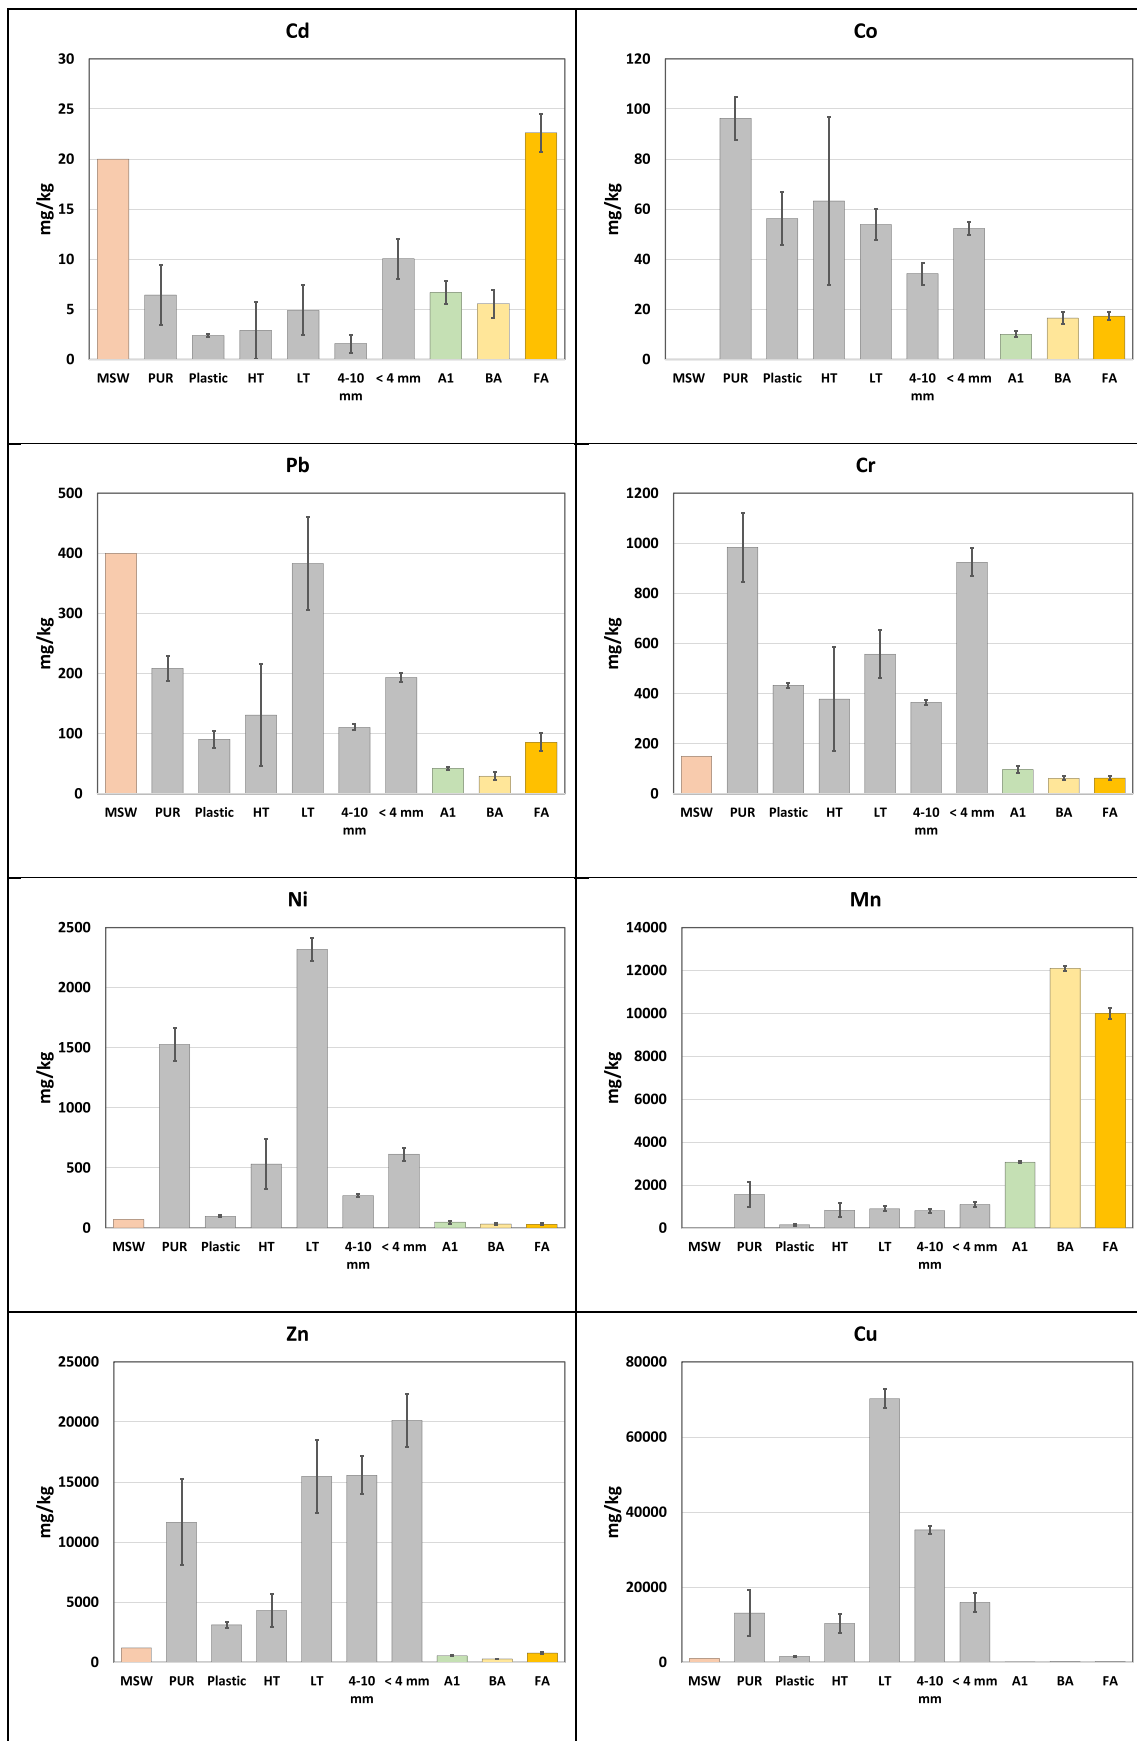 Cd
30
25
20
15
10
5
0
mg/kg
MSW PUR Plastic HT LT 4-10 mm < 4 mm A1 BA FA
Co
120
100
80
60
40
20
0
mg/kg
MSW PUR Plastic HT LT 4-10 mm < 4 mm A1 BA FA
Pb
500
400
300
200
100
0
mg/kg
MSW PUR Plastic HT LT 4-10 mm < 4 mm A1 BA FA
Cr
1200
1000
800
600
400
200
0
mg/kg
MSW PUR Plastic HT LT 4-10 mm < 4 mm A1 BA FA
Ni
2500
2000
1500
1000
500
0
mg/kg
MSW PUR Plastic HT LT 4-10 mm < 4 mm A1 BA FA
Mn
14000
12000
10000
8000
6000
4000
2000
0
mg/kg
MSW PUR Plastic HT LT 4-10 mm < 4 mm A1 BA FA
Zn
25000
20000
15000
10000
5000
0
mg/kg
MSW PUR Plastic HT LT 4-10 mm < 4 mm A1 BA FA
Cu
80000
60000
40000
20000
0
mg/kg
MSW PUR Plastic HT LT 4-10 mm < 4 mm A1 BA FA